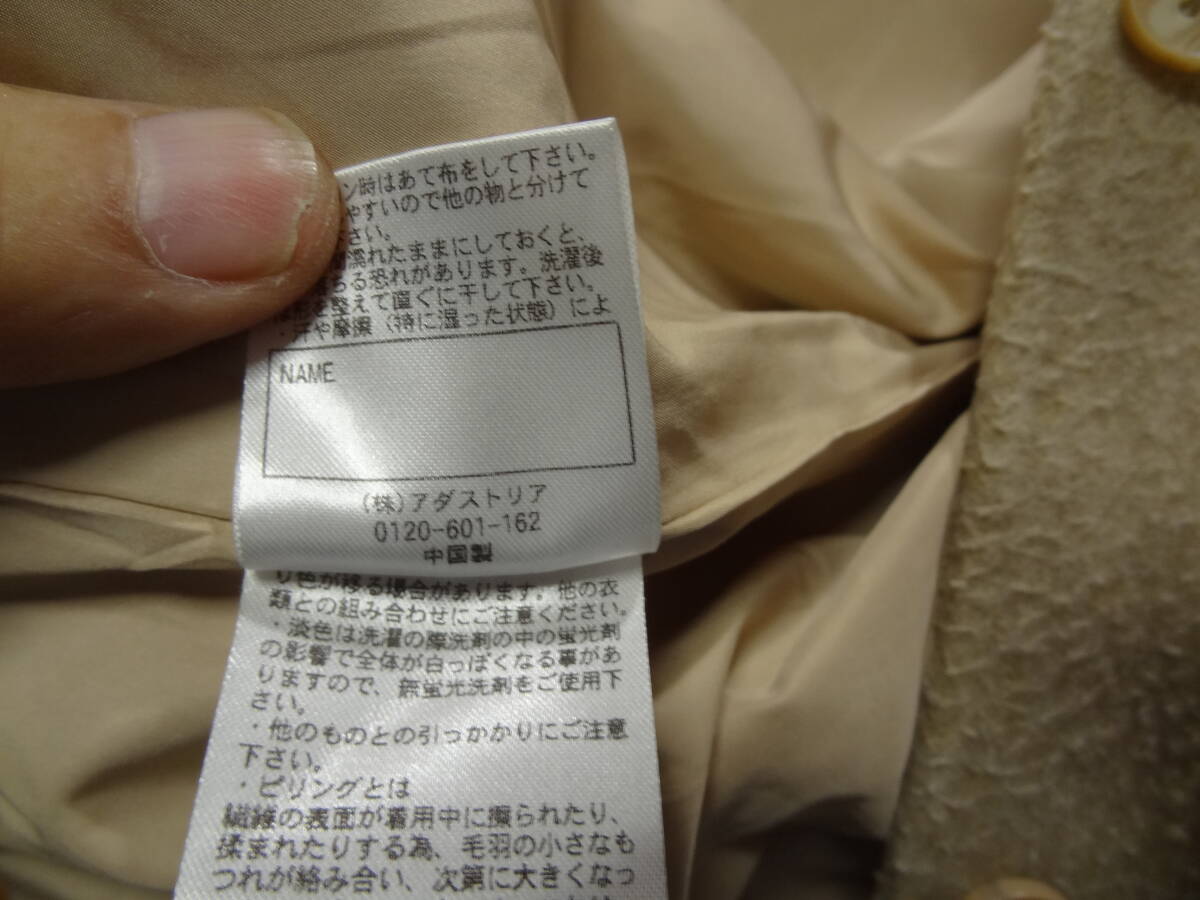 ン時はあて布をして下さい。
やすいので他の物と分けて
さい。
濡れたままにしておくと、
ちる恐れがあります。洗濯後
を整えて直ぐに干して下さい。
・汗や摩擦（特に湿った状態）によ
NAME
(株)アダストリア
0120-601-162
中国製
り色が移る場合があります。他の衣
類との組み合わせにご注意ください。
・淡色は洗濯の際洗剤の中の蛍光剤
の影響で全体が白っぽくなる事があ
りますので、無蛍光洗剤をご使用下
さい。
・他のものとの引っかかりにご注意
下さい。
・ピリングとは
繊維の表面が着用中に擦られたり、
揉まれたりする為、毛羽の小さなも
つれが絡み合い、次第に大きくなっ